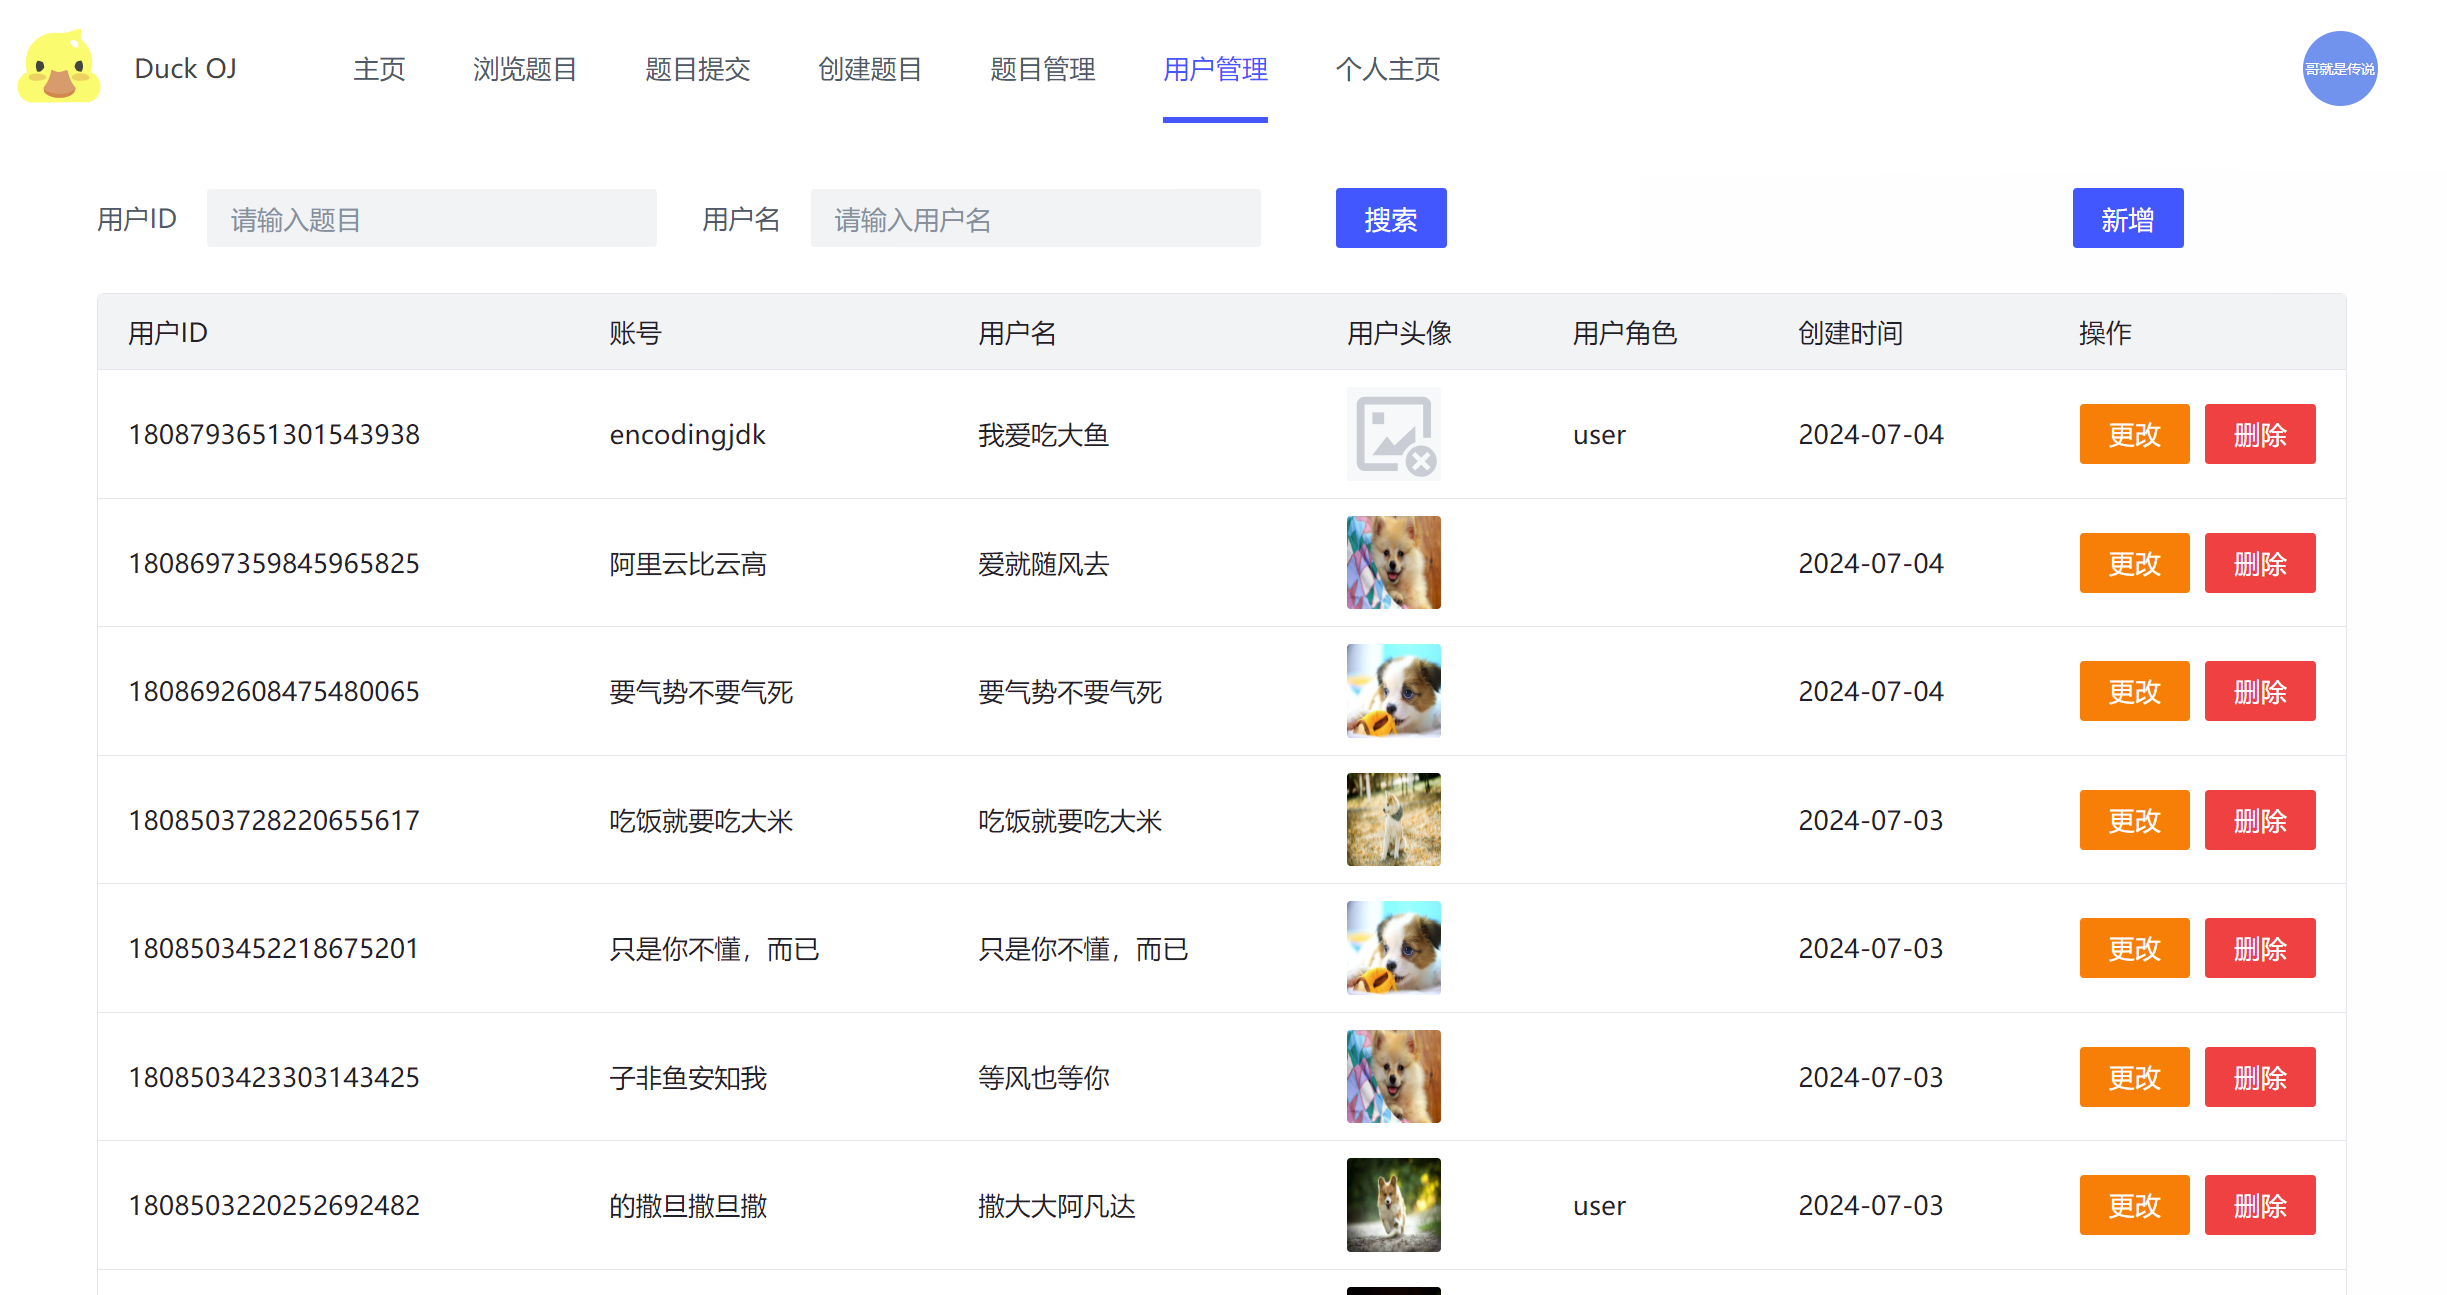 Duck OJ 主页 浏览题目 题目提交 创建题目 题目管理 用户管理 个人主页 哥就是传说
用户ID 请输入题目 用户名 请输入用户名 搜索 新增
用户ID 账号 用户名 用户头像 用户角色 创建时间 操作
1808793651301543938 encodingjdk 我爱吃大鱼 user 2024-07-04 更改 删除
1808697359845965825 阿里云比云高 爱就随风去 2024-07-04 更改 删除
1808692608475480065 要气势不要气死 要气势不要气死 2024-07-04 更改 删除
1808503728220655617 吃饭就要吃大米 吃饭就要吃大米 2024-07-03 更改 删除
1808503452218675201 只是你不懂，而已 只是你不懂，而已 2024-07-03 更改 删除
1808503423303143425 子非鱼安知我 等风也等你 2024-07-03 更改 删除
1808503220252692482 的撒旦撒旦撒 撒大大阿凡达 user 2024-07-03 更改 删除